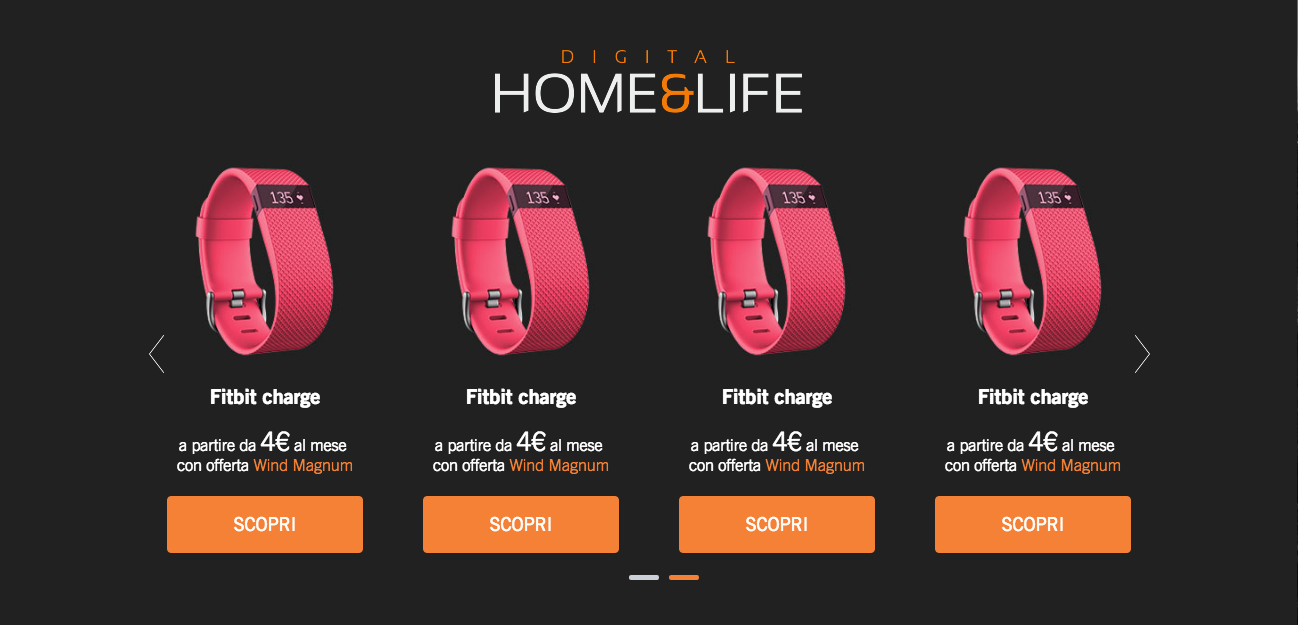 DIGITAL
HOME&LIFE
135
135
135
135
Fitbit charge
Fitbit charge
Fitbit charge
Fitbit charge
a partire da 4€ al mese
con offerta Wind Magnum
a partire da 4€ al mese
con offerta Wind Magnum
a partire da 4€ al mese
con offerta Wind Magnum
a partire da 4€ al mese
con offerta Wind Magnum
SCOPRI
SCOPRI
SCOPRI
SCOPRI